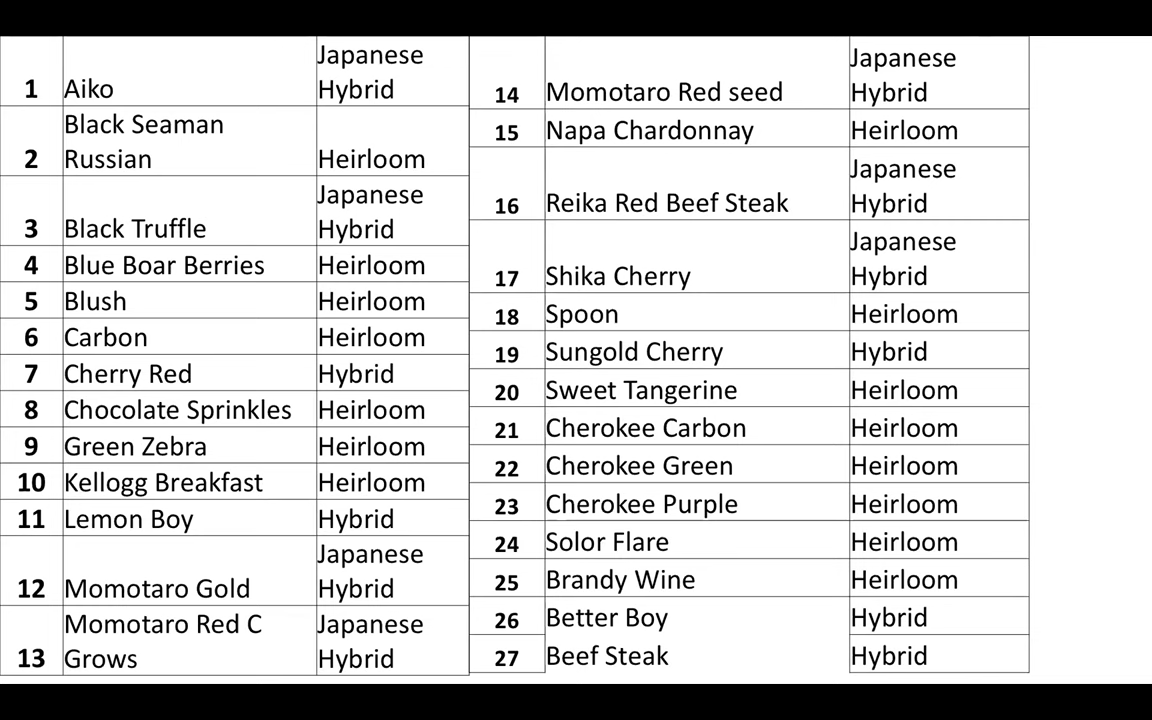 Japanese
1 Aiko Hybrid
Black Seaman
2 Russian Heirloom
Japanese
3 Black Truffle Hybrid
4 Blue Boar Berries Heirloom
5 Blush Heirloom
6 Carbon Heirloom
7 Cherry Red Hybrid
8 Chocolate Sprinkles Heirloom
9 Green Zebra Heirloom
10 Kellogg Breakfast Heirloom
11 Lemon Boy Hybrid
Japanese
12 Momotaro Gold Hybrid
Momotaro Red C Japanese
13 Grows Hybrid
Japanese
14 Momotaro Red seed Hybrid
15 Napa Chardonnay Heirloom
Japanese
16 Reika Red Beef Steak Hybrid
Japanese
17 Shika Cherry Hybrid
18 Spoon Heirloom
19 Sungold Cherry Hybrid
20 Sweet Tangerine Heirloom
21 Cherokee Carbon Heirloom
22 Cherokee Green Heirloom
23 Cherokee Purple Heirloom
24 Solor Flare Heirloom
25 Brandy Wine Heirloom
26 Better Boy Hybrid
27 Beef Steak Hybrid